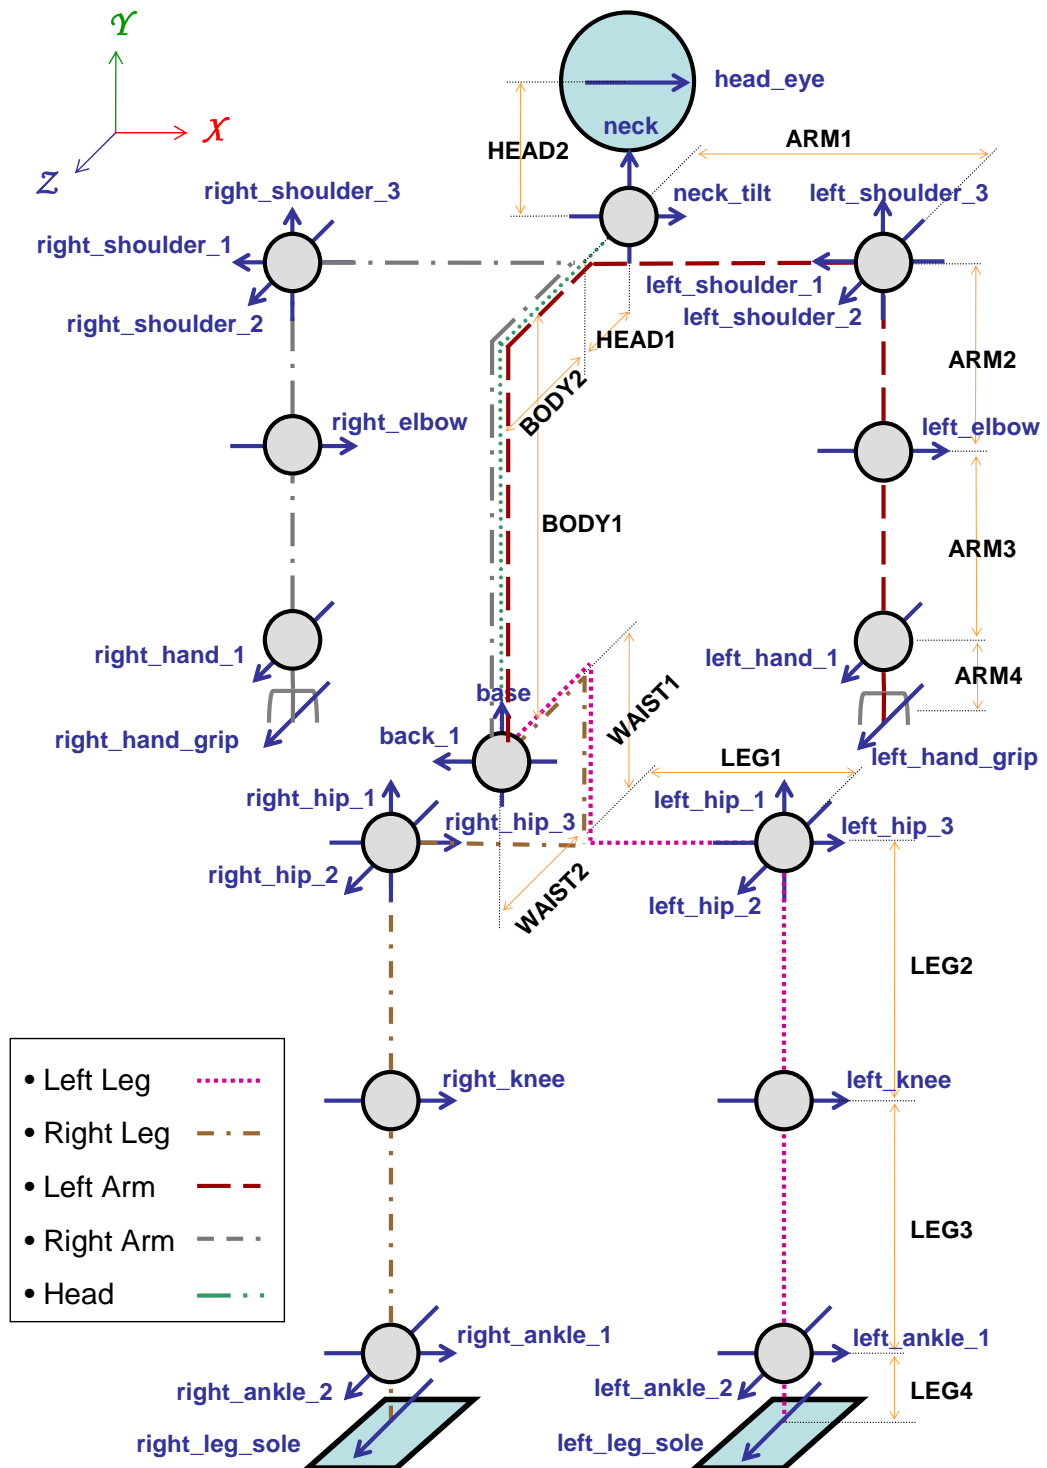 Y
X
Z
head_eye
neck
HEAD2
ARM1
right_shoulder_3
neck_tilt
left_shoulder_3
right_shoulder_1
left_shoulder_1
right_shoulder_2
left_shoulder_2
HEAD1
ARM2
BODY2
right_elbow
left_elbow
BODY1
ARM3
right_hand_1
left_hand_1
ARM4
base
WAIST1
right_hand_grip
back_1
left_hand_grip
LEG1
right_hip_1
left_hip_1
right_hip_3
left_hip_3
right_hip_2
left_hip_2
WAIST2
LEG2
• Left Leg
right_knee
left_knee
• Right Leg
• Left Arm
• Right Arm
• Head
LEG3
right_ankle_1
left_ankle_1
right_ankle_2
left_ankle_2
LEG4
right_leg_sole
left_leg_sole